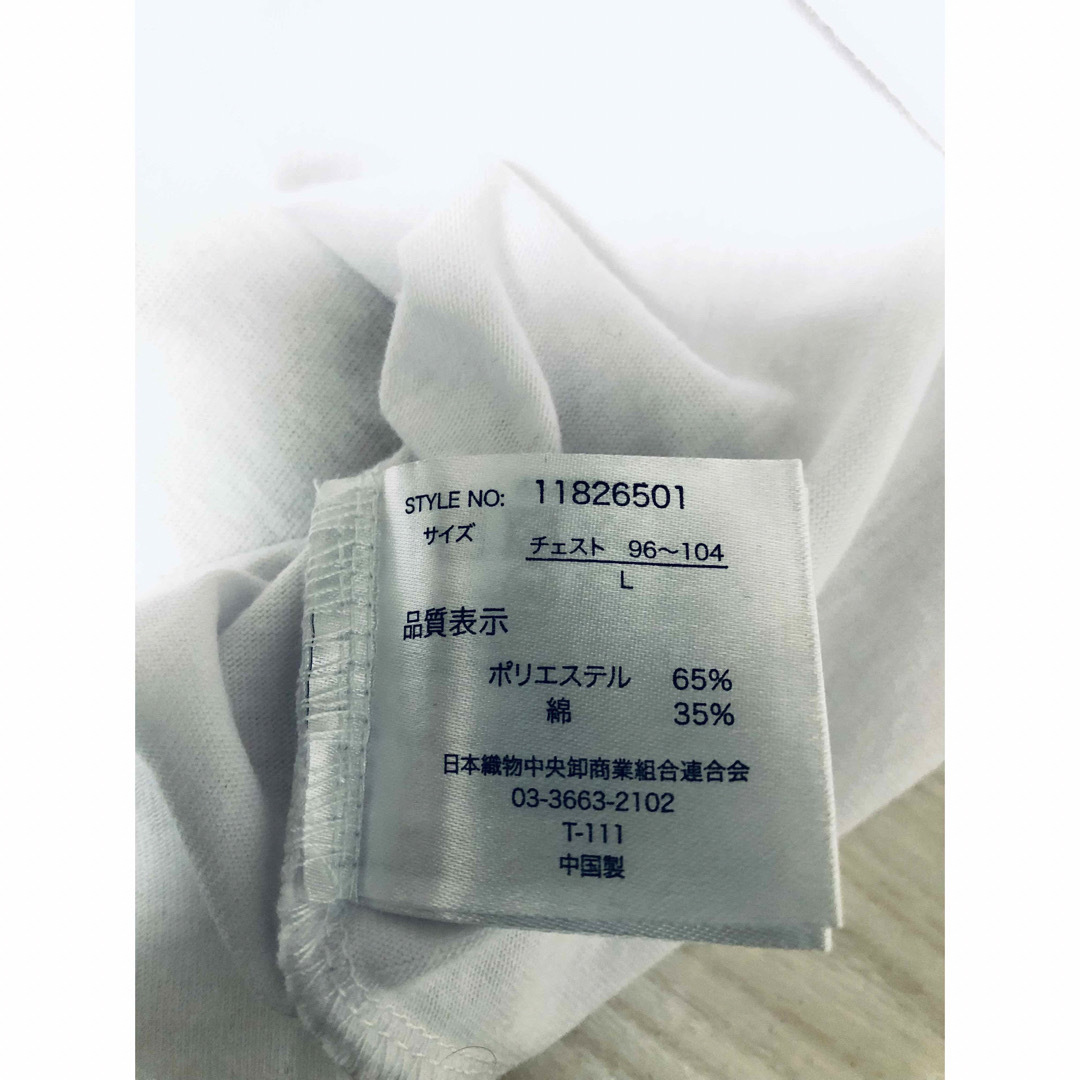 STYLE NO: 11826501
サイズ チェスト 96～104
L
品質表示
ポリエステル 65%
綿 35%
日本織物中央卸商業組合連合会
03-3663-2102
T-111
中国製